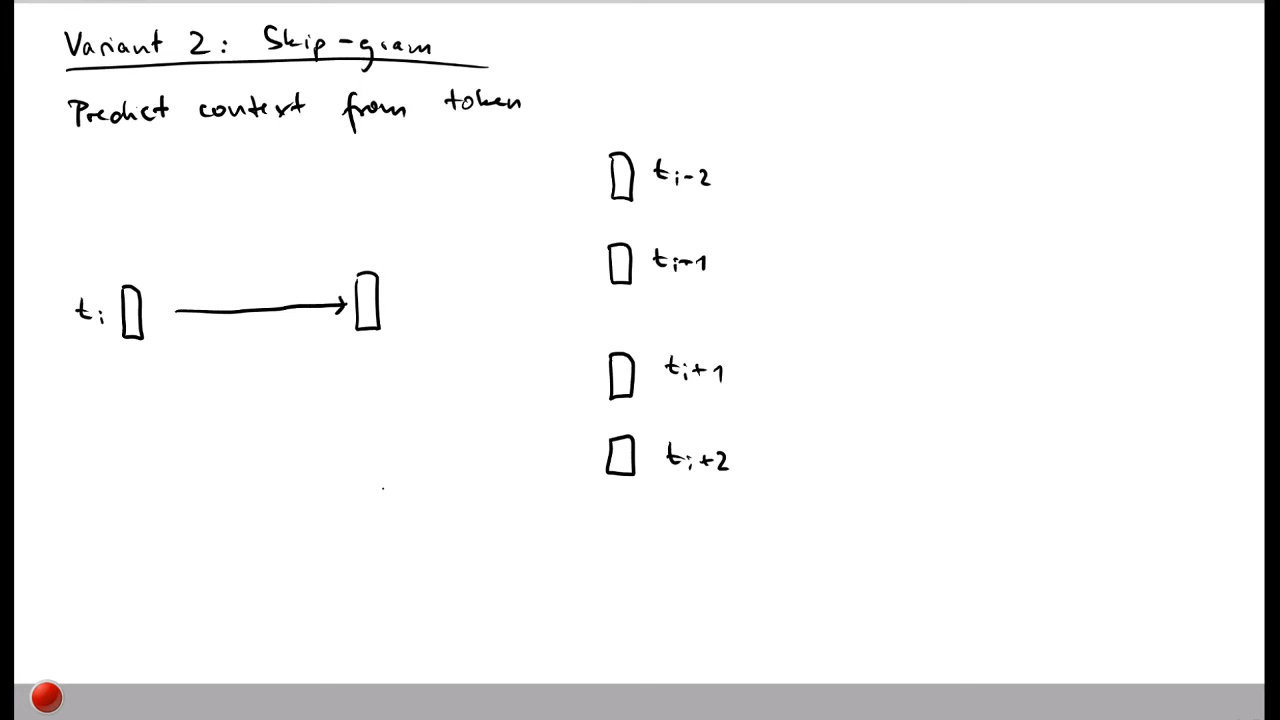 Variant 2: Skip-gram
Predict context from token
t_{i-2}
t_{i-1}
t_i
t_{i+1}
t_{i+2}